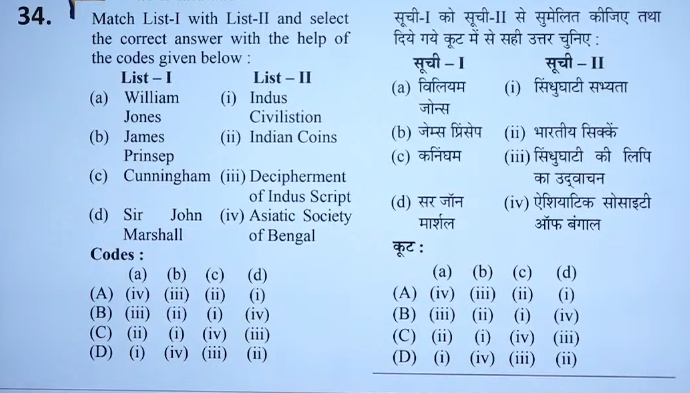 34.
Match List-I with List-II and select
the correct answer with the help of
the codes given below :
List – I List – II
(a) William (i) Indus
Jones Civilistion
(b) James (ii) Indian Coins
Prinsep
(c) Cunningham (iii) Decipherment
of Indus Script
(d) Sir John (iv) Asiatic Society
Marshall of Bengal
Codes :
(a) (b) (c) (d)
(A) (iv) (iii) (ii) (i)
(B) (iii) (ii) (i) (iv)
(C) (ii) (i) (iv) (iii)
(D) (i) (iv) (iii) (ii)
सूची-I को सूची-II से सुमेलित कीजिए तथा
दिये गये कूट में से सही उत्तर चुनिए :
सूची – I सूची – II
(a) विलियम (i) सिंधुघाटी सभ्यता
जोन्स
(b) जेम्स प्रिंसेप (ii) भारतीय सिक्कें
(c) कनिंघम (iii) सिंधुघाटी की लिपि
का उद्वाचन
(d) सर जॉन (iv) ऐशियाटिक सोसाइटी
मार्शल ऑफ बंगाल
कूट :
(a) (b) (c) (d)
(A) (iv) (iii) (ii) (i)
(B) (iii) (ii) (i) (iv)
(C) (ii) (i) (iv) (iii)
(D) (i) (iv) (iii) (ii)